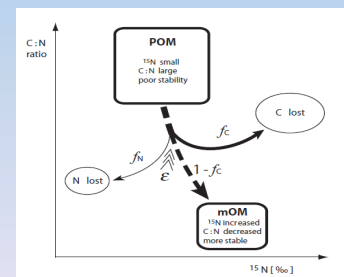 C:N
ratio
POM
¹⁵N small
C:N large
poor stability
C lost
fC
fN
N lost
ε
1 - fC
mOM
¹⁵N increased
C:N decreased
more stable
¹⁵N [‰]